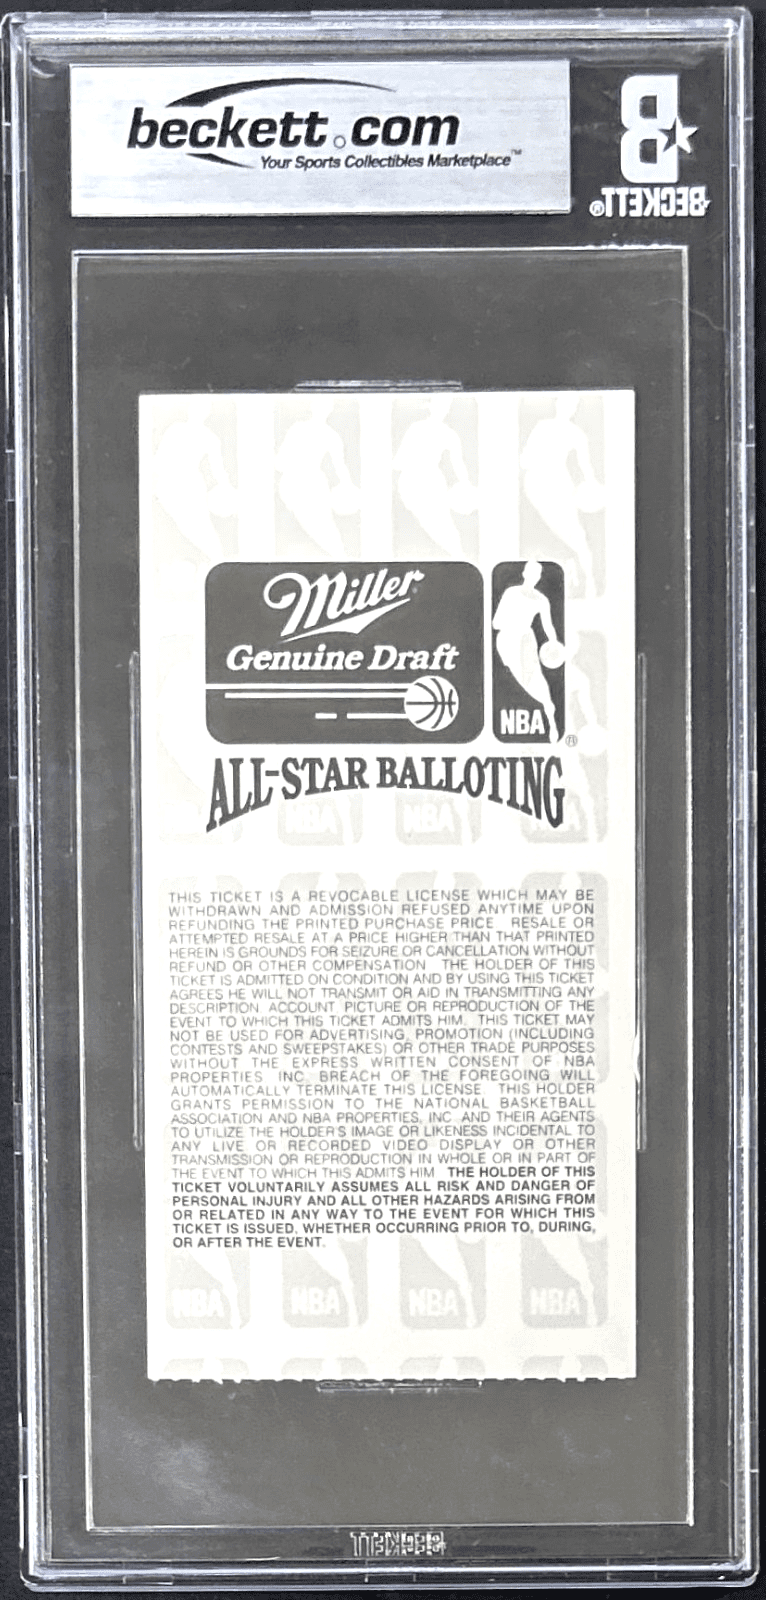 beckett.com
Your Sports Collectibles Marketplace™
B
BECKETT®
Miller
Genuine Draft
NBA
®
ALL-STAR BALLOTING
NBA NBA NBA
THIS TICKET IS A REVOCABLE LICENSE WHICH MAY BE
WITHDRAWN AND ADMISSION REFUSED ANYTIME UPON
REFUNDING THE PRINTED PURCHASE PRICE. RESALE OR
ATTEMPTED RESALE AT A PRICE HIGHER THAN THAT PRINTED
HEREIN IS GROUNDS FOR SEIZURE OR CANCELLATION WITHOUT
REFUND OR OTHER COMPENSATION. THE HOLDER OF THIS
TICKET IS ADMITTED ON CONDITION AND BY USING THIS TICKET
AGREES HE WILL NOT TRANSMIT OR AID IN TRANSMITTING ANY
DESCRIPTION, ACCOUNT, PICTURE OR REPRODUCTION OF THE
EVENT TO WHICH THIS TICKET ADMITS HIM. THIS TICKET MAY
NOT BE USED FOR ADVERTISING, PROMOTION (INCLUDING
CONTESTS AND SWEEPSTAKES) OR OTHER TRADE PURPOSES
WITHOUT THE EXPRESS WRITTEN CONSENT OF NBA
PROPERTIES, INC. BREACH OF THE FOREGOING WILL
AUTOMATICALLY TERMINATE THIS LICENSE. THIS HOLDER
GRANTS PERMISSION TO THE NATIONAL BASKETBALL
ASSOCIATION AND NBA PROPERTIES, INC. AND THEIR AGENTS
TO UTILIZE THE HOLDER'S IMAGE OR LIKENESS INCIDENTAL TO
ANY LIVE OR RECORDED VIDEO DISPLAY OR OTHER
TRANSMISSION OR REPRODUCTION IN WHOLE OR IN PART OF
THE EVENT TO WHICH THIS ADMITS HIM. THE HOLDER OF THIS
TICKET VOLUNTARILY ASSUMES ALL RISK AND DANGER OF
PERSONAL INJURY AND ALL OTHER HAZARDS ARISING FROM
OR RELATED IN ANY WAY TO THE EVENT FOR WHICH THIS
TICKET IS ISSUED, WHETHER OCCURRING PRIOR TO, DURING,
OR AFTER THE EVENT.
NBA NBA NBA NBA
BECKETT